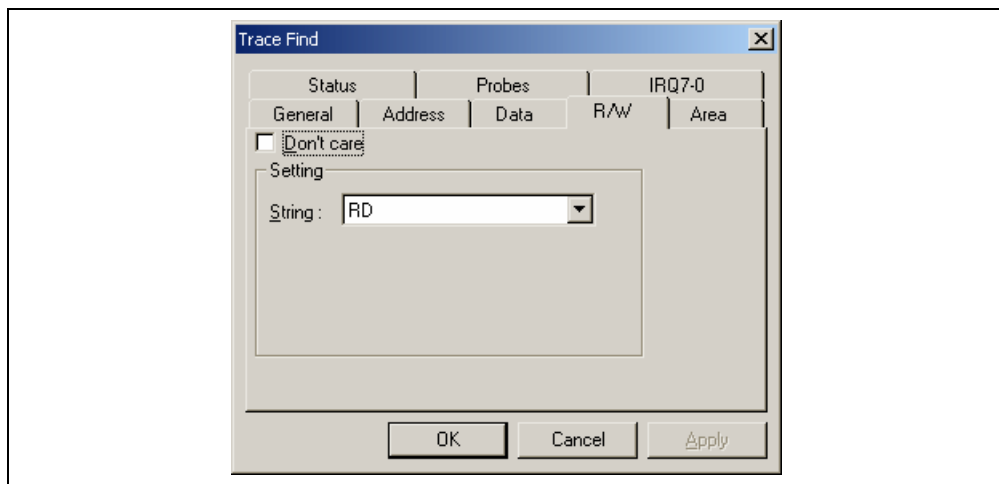 Trace Find
Status Probes IRQ7-0
General Address Data R/W Area
Don't care
Setting
String : RD
OK Cancel Apply